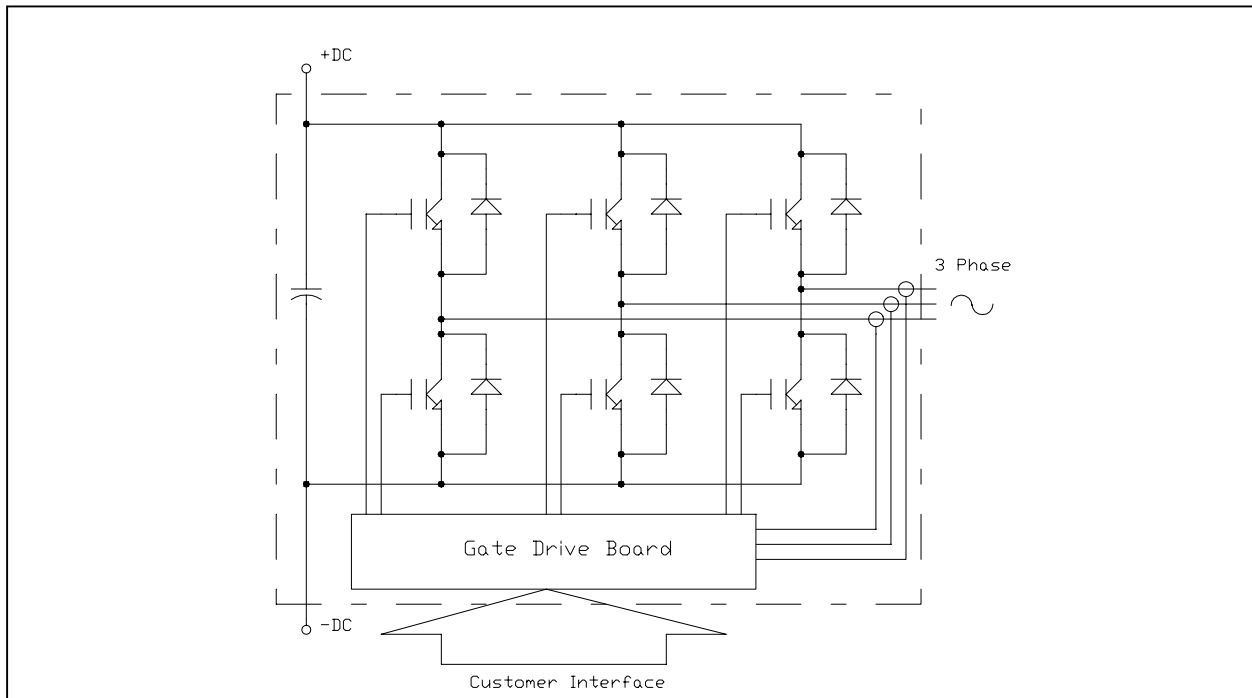 +DC
3 Phase
Gate Drive Board
-DC
Customer Interface